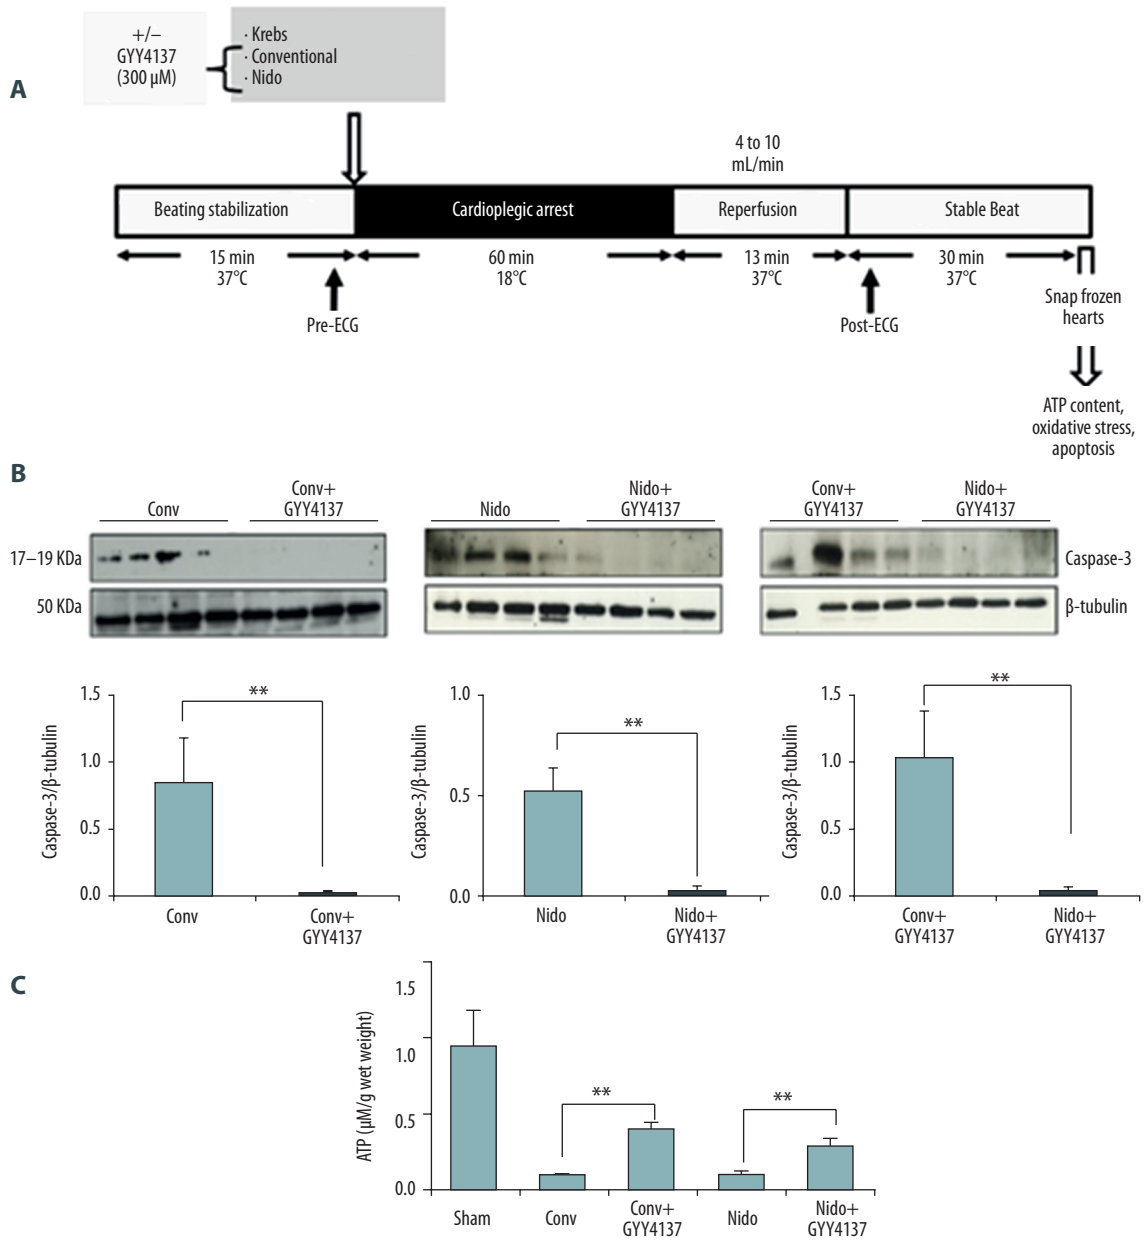 A
+/–
GYY4137
(300 µM)
· Krebs
· Conventional
· Nido
4 to 10
mL/min
Beating stabilization
Cardioplegic arrest
Reperfusion
Stable Beat
15 min
37°C
60 min
18°C
13 min
37°C
30 min
37°C
Pre-ECG
Post-ECG
Snap frozen
hearts
ATP content,
oxidative stress,
apoptosis
B
Conv
Conv+
GYY4137
Nido
Nido+
GYY4137
Conv+
GYY4137
Nido+
GYY4137
17–19 KDa
Caspase-3
50 KDa
β-tubulin
Caspase-3/β-tubulin
1.5
1.0
0.5
0.0
**
Conv
Conv+
GYY4137
Caspase-3/β-tubulin
1.0
0.5
0.0
**
Nido
Nido+
GYY4137
Caspase-3/β-tubulin
1.5
1.0
0.5
0.0
**
Conv+
GYY4137
Nido+
GYY4137
C
ATP (µM/g wet weight)
1.5
1.0
0.5
0.0
**
**
Sham
Conv
Conv+
GYY4137
Nido
Nido+
GYY4137